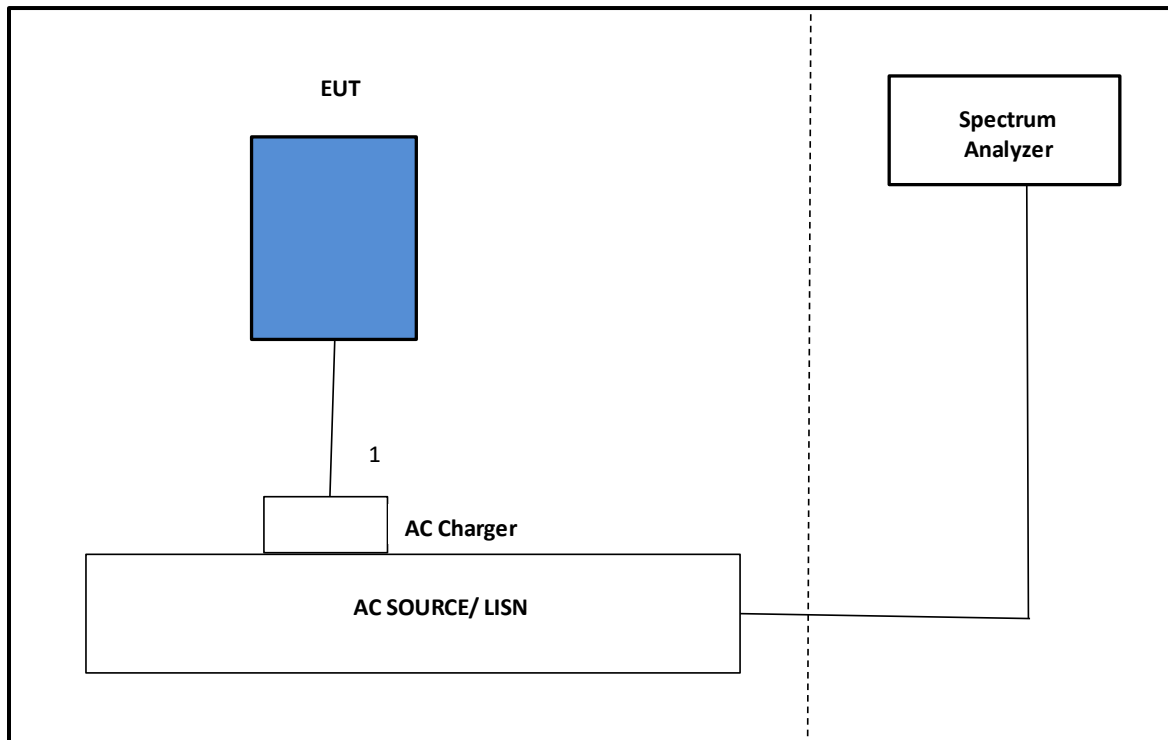 EUT
Spectrum
Analyzer
1
AC Charger
AC SOURCE/ LISN